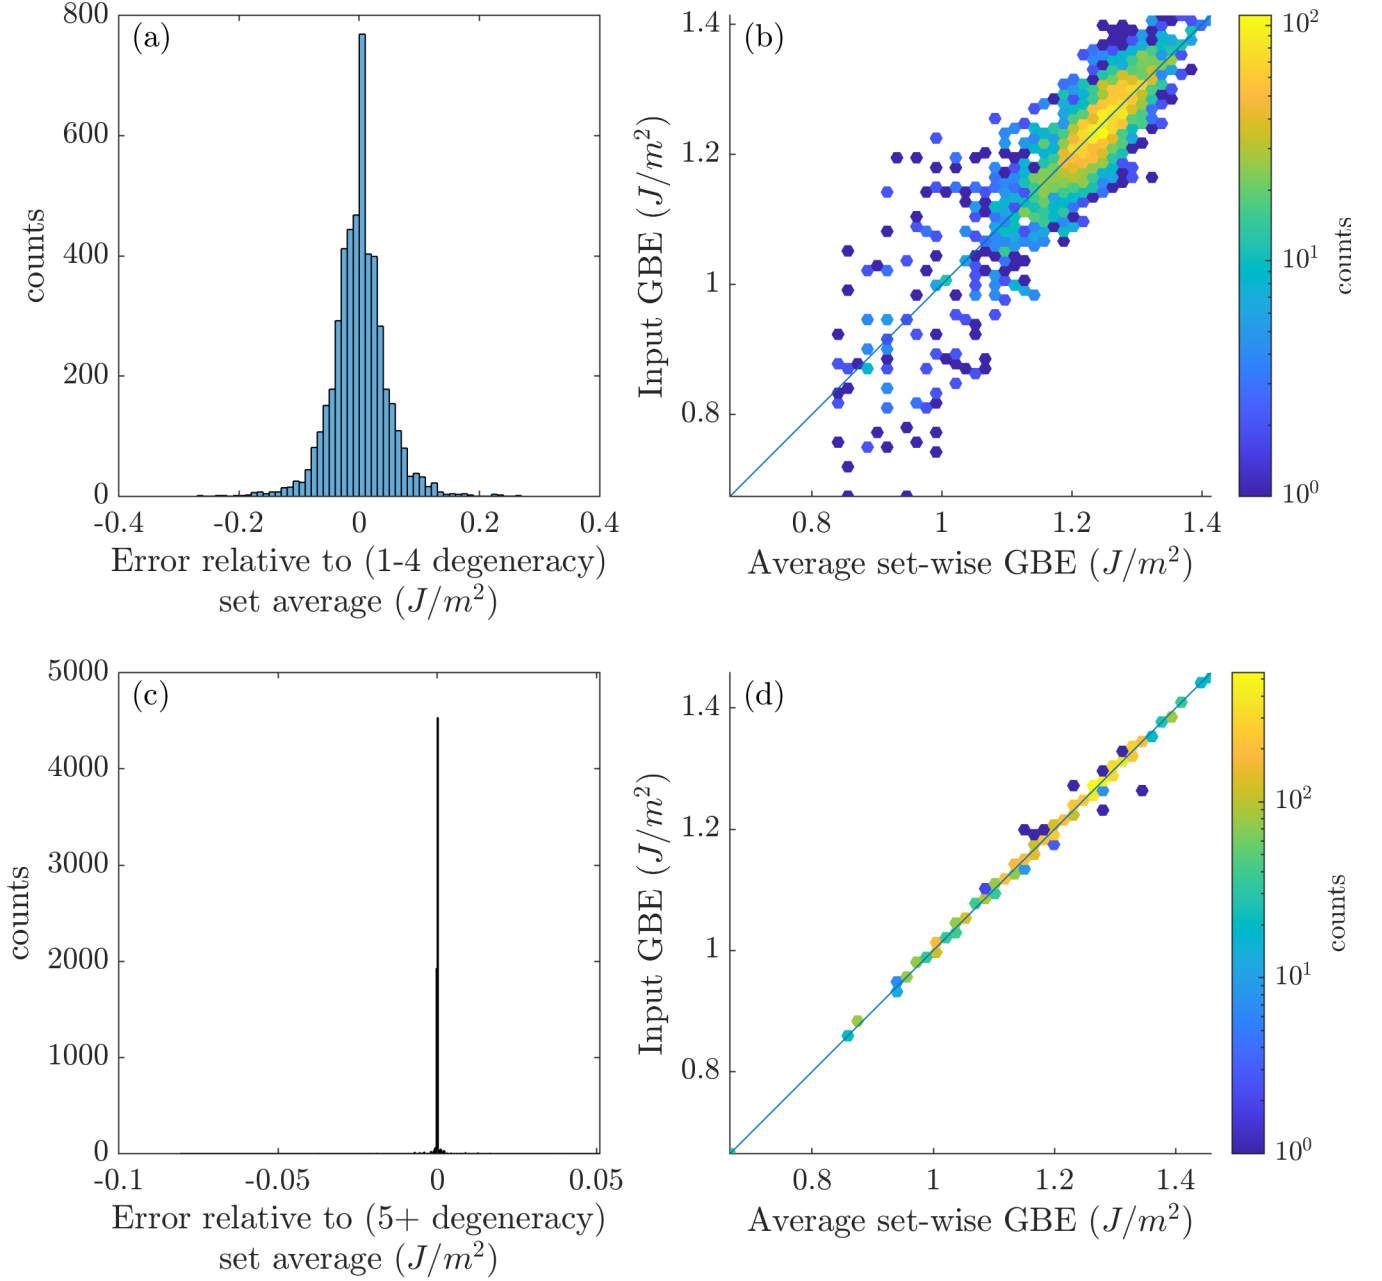 (a)
800
600
400
200
0
counts
-0.4 -0.2 0 0.2 0.4
Error relative to (1-4 degeneracy)
set average (J/m²)
(b)
1.4
1.2
1
0.8
Input GBE (J/m²)
0.8 1 1.2 1.4
Average set-wise GBE (J/m²)
10²
10¹
10⁰
counts
(c)
5000
4000
3000
2000
1000
0
counts
-0.1 -0.05 0 0.05
Error relative to (5+ degeneracy)
set average (J/m²)
(d)
1.4
1.2
1
0.8
Input GBE (J/m²)
0.8 1 1.2 1.4
Average set-wise GBE (J/m²)
10²
10¹
10⁰
counts